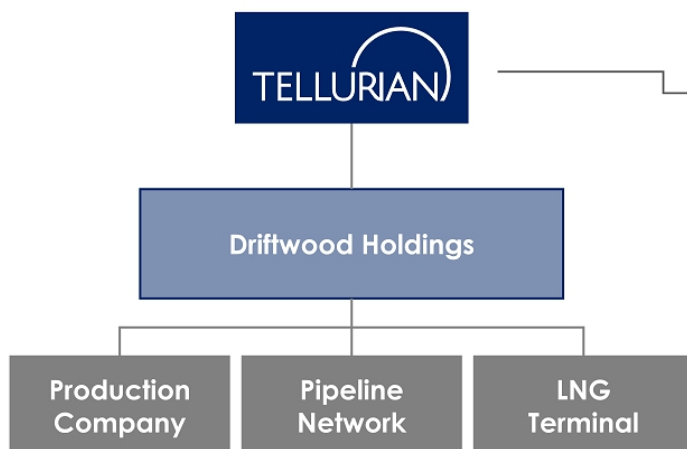 TELLURIAN
Driftwood Holdings
Production
Company
Pipeline
Network
LNG
Terminal